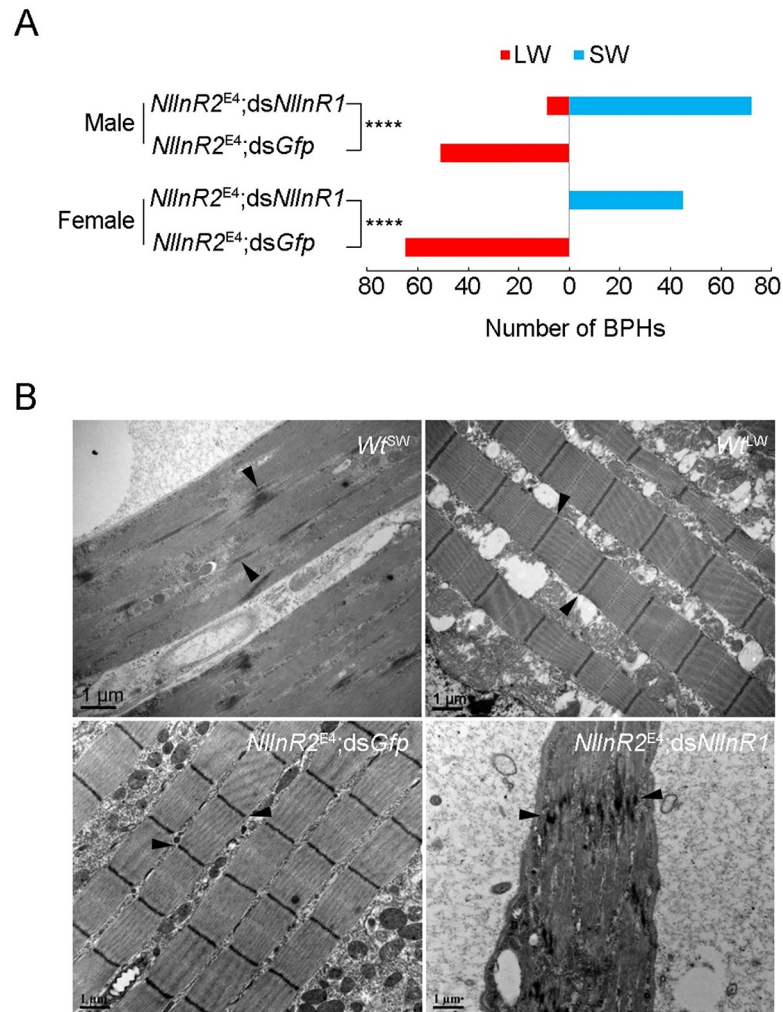 A
LW SW
Male
NlInR2E4;dsNlInR1
****
NlInR2E4;dsGfp
Female
NlInR2E4;dsNlInR1
****
NlInR2E4;dsGfp
80 60 40 20 0 20 40 60 80
Number of BPHs
B
WtSW
WtLW
1 μm
NlInR2E4;dsGfp
NlInR2E4;dsNlInR1
1 μm
1 μm
1 μm